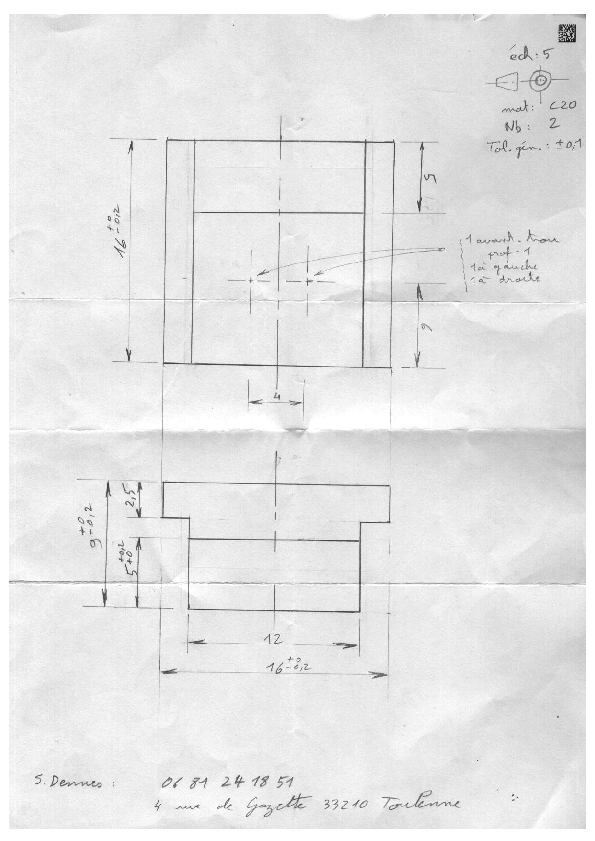 éch: 5
mat: C20
Nb: 2
Tol. gén.: ±0,1
5
16 +0 -0,2
1 avant-trou
prof. 1
1 à gauche
1 à droite
9
4
2,5
9 +0 -0,2
5 +0,2 +0
12
16 +0 -0,2
S. Dennes: 06 81 24 18 51
4 rue de Gazette 33210 Toulenne